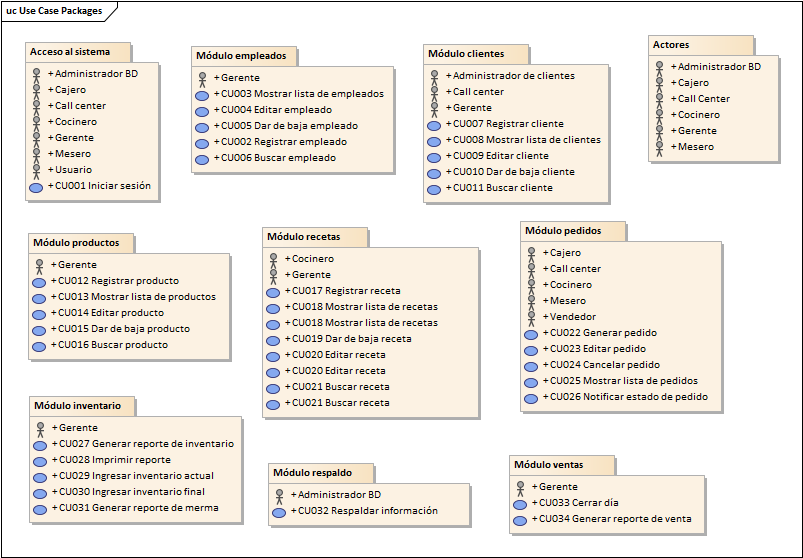 uc Use Case Packages
Acceso al sistema
+ Administrador BD
+ Cajero
+ Call center
+ Cocinero
+ Gerente
+ Mesero
+ Usuario
+ CU001 Iniciar sesión
Módulo empleados
+ Gerente
+ CU003 Mostrar lista de empleados
+ CU004 Editar empleado
+ CU005 Dar de baja empleado
+ CU002 Registrar empleado
+ CU006 Buscar empleado
Módulo clientes
+ Administrador de clientes
+ Call center
+ Gerente
+ CU007 Registrar cliente
+ CU008 Mostrar lista de clientes
+ CU009 Editar cliente
+ CU010 Dar de baja cliente
+ CU011 Buscar cliente
Actores
+ Administrador BD
+ Cajero
+ Call Center
+ Cocinero
+ Gerente
+ Mesero
Módulo productos
+ Gerente
+ CU012 Registrar producto
+ CU013 Mostrar lista de productos
+ CU014 Editar producto
+ CU015 Dar de baja producto
+ CU016 Buscar producto
Módulo recetas
+ Cocinero
+ Gerente
+ CU017 Registrar receta
+ CU018 Mostrar lista de recetas
+ CU018 Mostrar lista de recetas
+ CU019 Dar de baja receta
+ CU020 Editar receta
+ CU020 Editar receta
+ CU021 Buscar receta
+ CU021 Buscar receta
Módulo pedidos
+ Cajero
+ Call center
+ Cocinero
+ Mesero
+ Vendedor
+ CU022 Generar pedido
+ CU023 Editar pedido
+ CU024 Cancelar pedido
+ CU025 Mostrar lista de pedidos
+ CU026 Notificar estado de pedido
Módulo inventario
+ Gerente
+ CU027 Generar reporte de inventario
+ CU028 Imprimir reporte
+ CU029 Ingresar inventario actual
+ CU030 Ingresar inventario final
+ CU031 Generar reporte de merma
Módulo respaldo
+ Administrador BD
+ CU032 Respaldar información
Módulo ventas
+ Gerente
+ CU033 Cerrar día
+ CU034 Generar reporte de venta